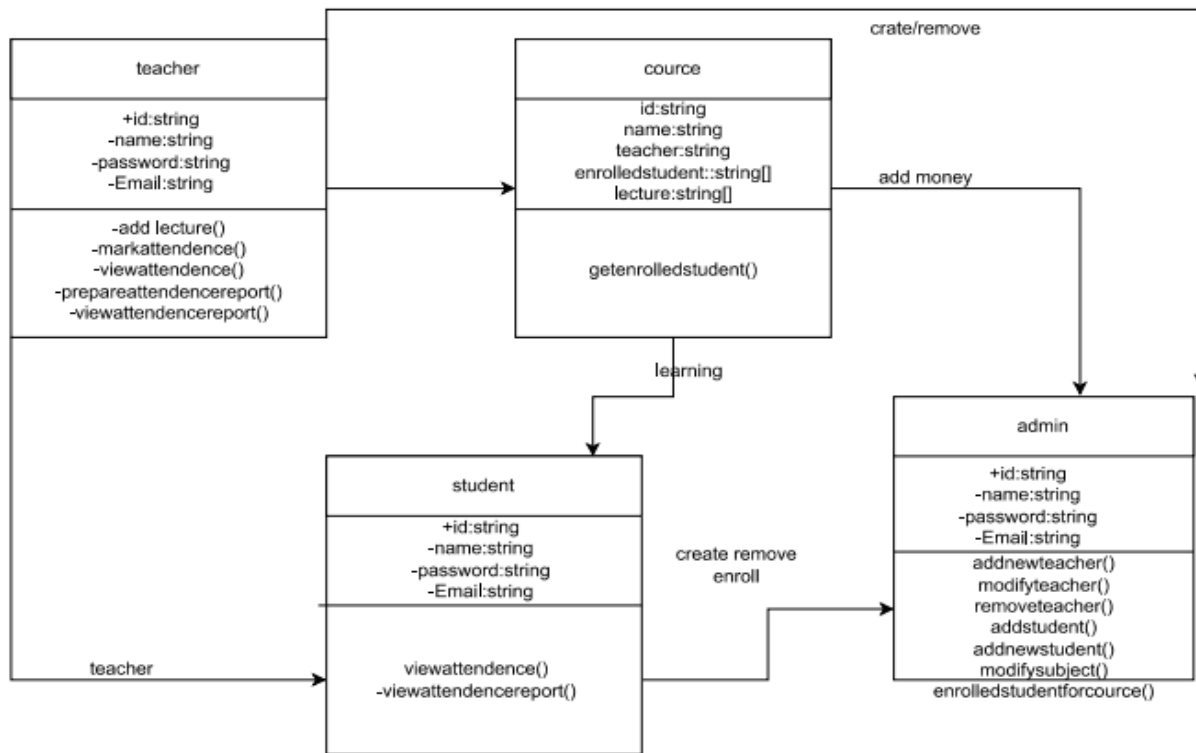 crate/remove
teacher
+id:string
-name:string
-password:string
-Email:string
-add lecture()
-markattendence()
-viewattendence()
-prepareattendencereport()
-viewattendencereport()
cource
id:string
name:string
teacher:string
enrolledstudent::string[]
lecture:string[]
getenrolledstudent()
add money
learning
student
+id:string
-name:string
-password:string
-Email:string
viewattendence()
-viewattendencereport()
teacher
create remove
enroll
admin
+id:string
-name:string
-password:string
-Email:string
addnewteacher()
modifyteacher()
removeteacher()
addstudent()
addnewstudent()
modifysubject()
enrolledstudentforcource()